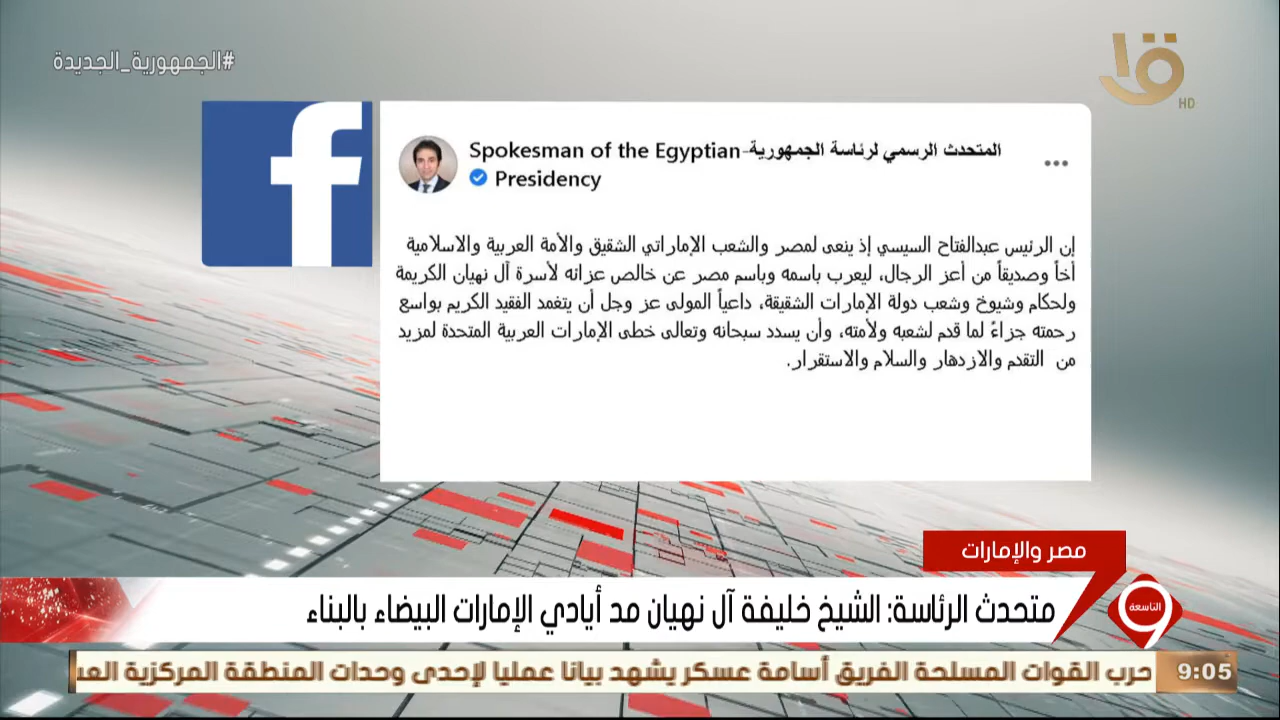 #الجمهورية_الجديدة
HD
المتحدث الرسمي لرئاسة الجمهورية-Spokesman of the Egyptian
Presidency
إن الرئيس عبدالفتاح السيسي إذ ينعى لمصر والشعب الإماراتي الشقيق والأمة العربية والاسلامية
أخاً وصديقاً من أعز الرجال، ليعرب باسمه وباسم مصر عن خالص عزائه لأسرة آل نهيان الكريمة
ولحكام وشيوخ وشعب دولة الإمارات الشقيقة، داعياً المولى عز وجل أن يتغمد الفقيد الكريم بواسع
رحمته جزاءً لما قدم لشعبه ولأمته، وأن يسدد سبحانه وتعالى خطى الإمارات العربية المتحدة لمزيد
من التقدم والازدهار والسلام والاستقرار.
مصر والإمارات
التاسعة
متحدث الرئاسة: الشيخ خليفة آل نهيان مد أيادي الإمارات البيضاء بالبناء
9:05
حرب القوات المسلحة الفريق أسامة عسكر يشهد بيانا عمليا لإحدى وحدات المنطقة المركزية العس